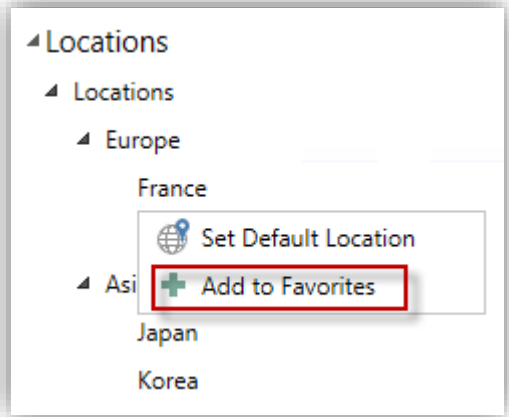 Locations
Locations
Europe
France
Set Default Location
Asi
Add to Favorites
Japan
Korea